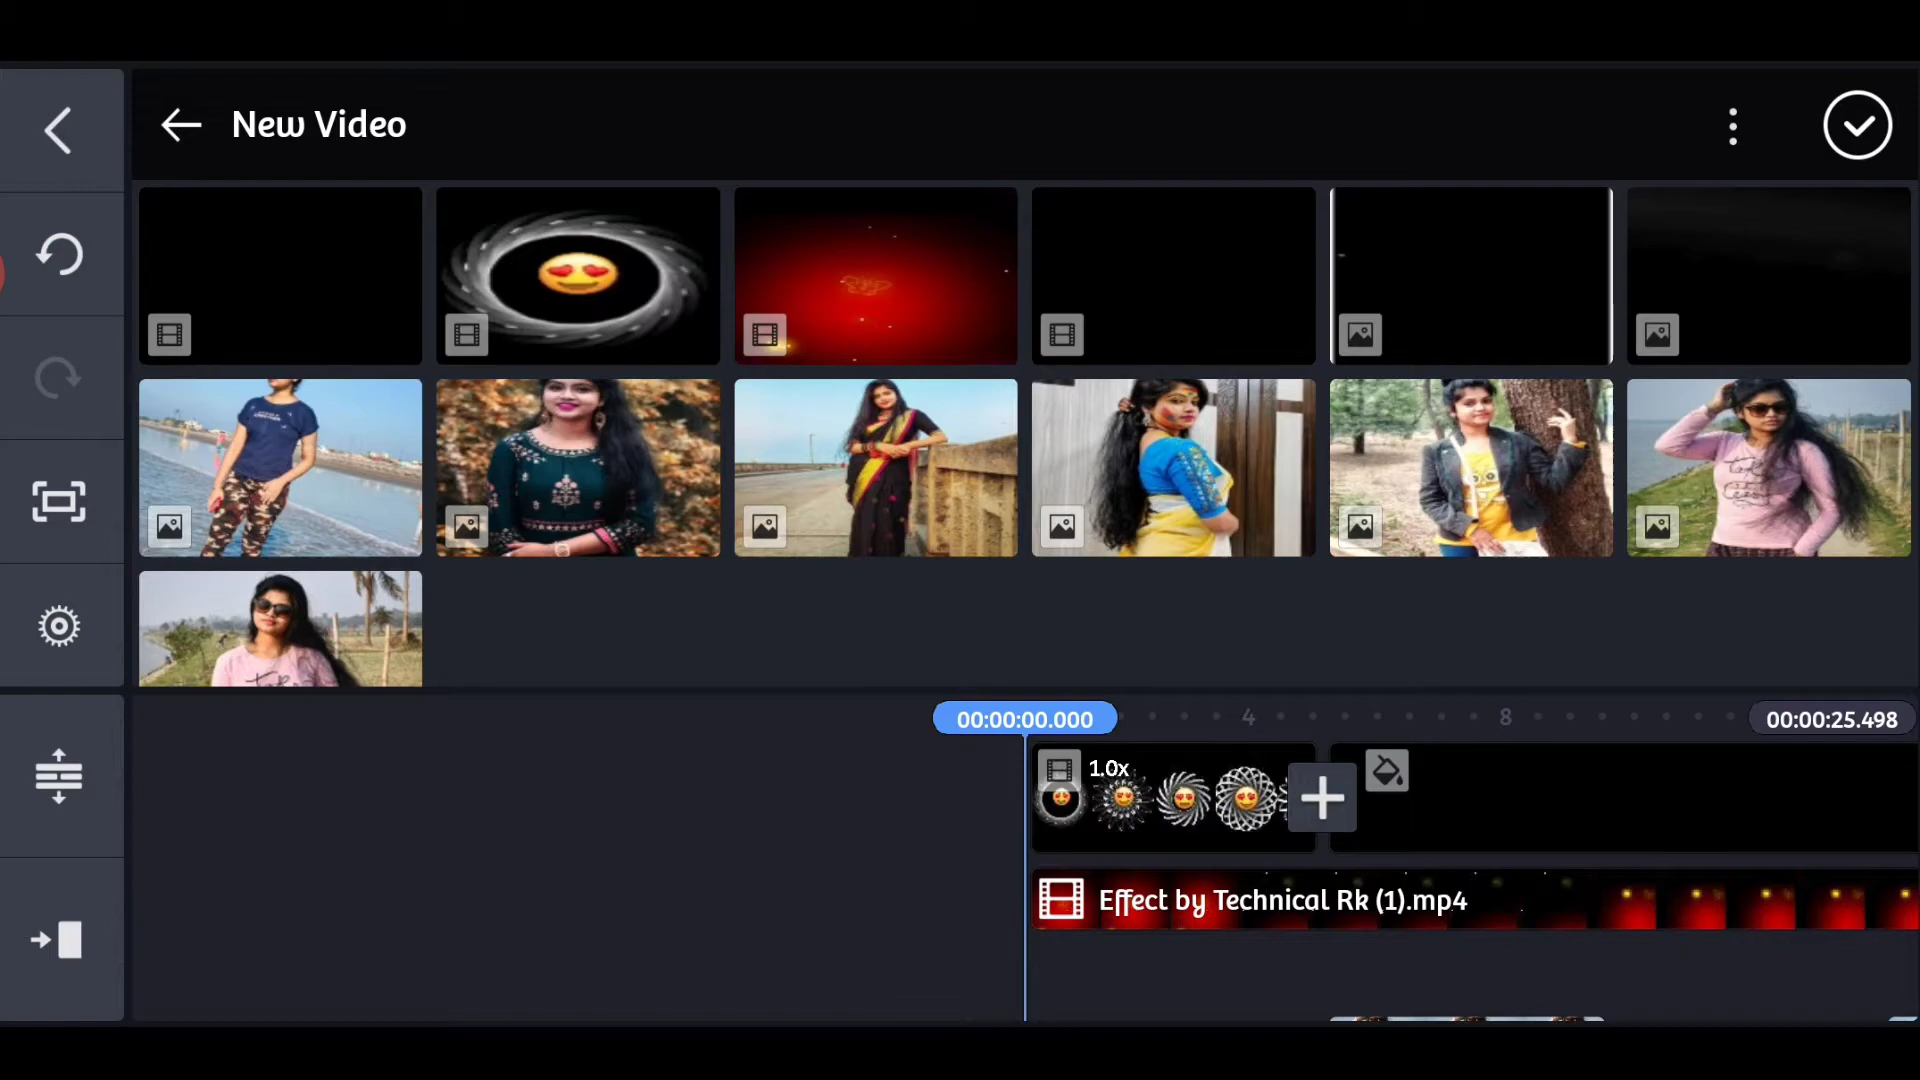 New Video
00:00:00.000
4
8
00:00:25.498
1.0x
Effect by Technical Rk (1).mp4